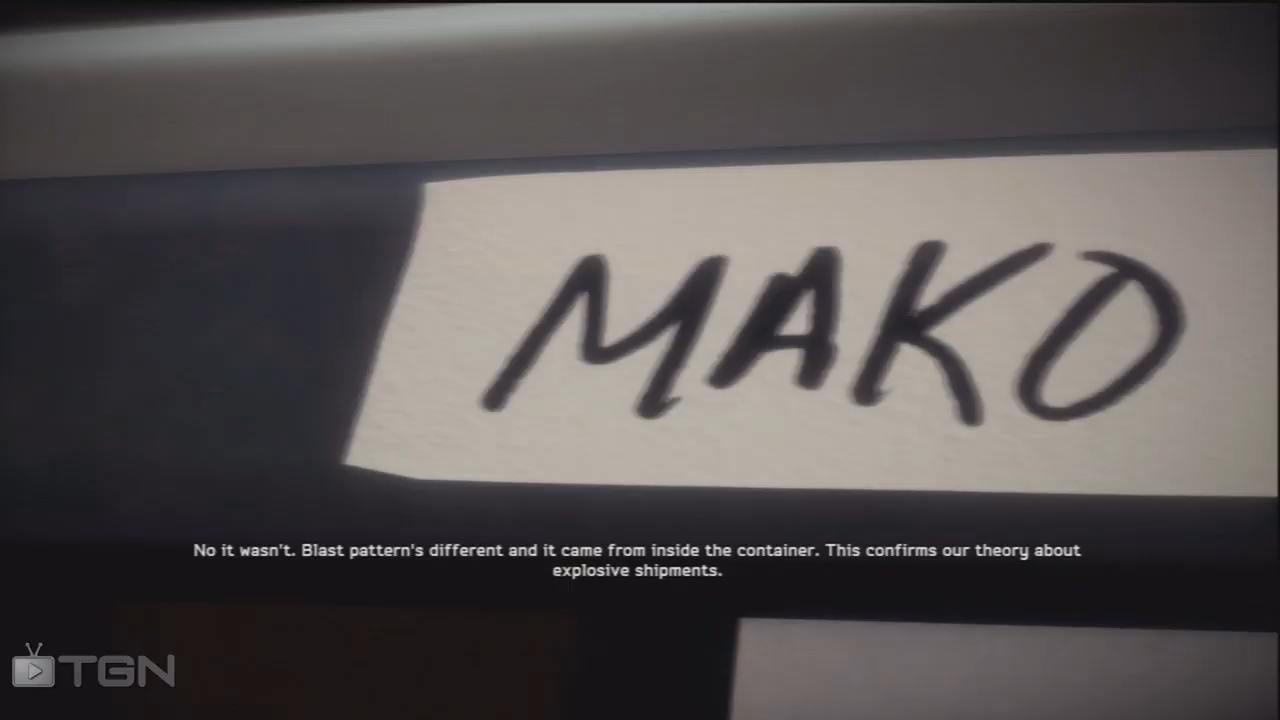 MAKO
No it wasn't. Blast pattern's different and it came from inside the container. This confirms our theory about
explosive shipments.
TGN